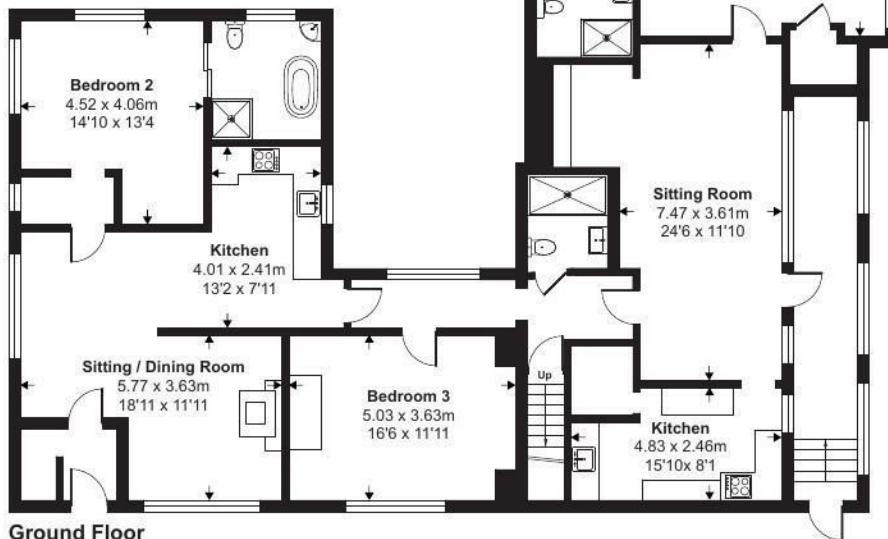 Bedroom 2
4.52 x 4.06m
14'10 x 13'4
Kitchen
4.01 x 2.41m
13'2 x 7'11
Sitting Room
7.47 x 3.61m
24'6 x 11'10
Sitting / Dining Room
5.77 x 3.63m
18'11 x 11'11
Bedroom 3
5.03 x 3.63m
16'6 x 11'11
Up
Kitchen
4.83 x 2.46m
15'10x 8'1
Ground Floor